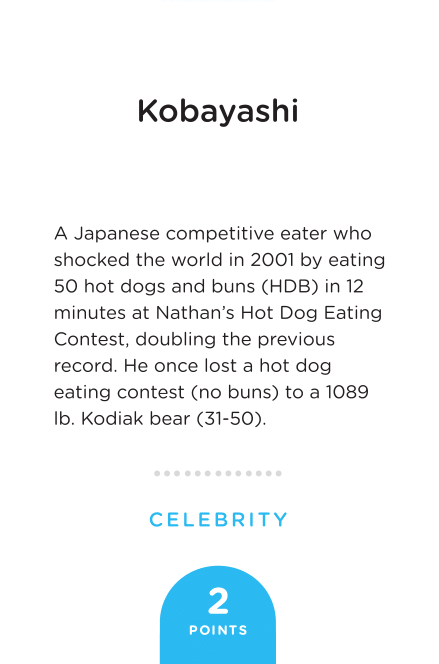 Kobayashi
A Japanese competitive eater who
shocked the world in 2001 by eating
50 hot dogs and buns (HDB) in 12
minutes at Nathan’s Hot Dog Eating
Contest, doubling the previous
record. He once lost a hot dog
eating contest (no buns) to a 1089
lb. Kodiak bear (31-50).
CELEBRITY
2
POINTS